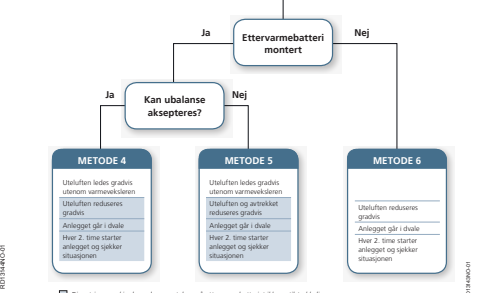 Ja
Nei
Ettervarmebatteri
montert
Ja
Nej
Kan ubalanse
aksepteres?
METODE 4
Uteluften ledes gradvis
utenom varmeveksleren
Uteluften reduseres
gradvis
Anlegget går i dvale
Hver 2. time starter
anlegget og sjekker
situasjonen
METODE 5
Uteluften ledes gradvis
utenom varmeveksleren
Uteluften og avtrekket
reduseres gradvis
Anlegget går i dvale
Hver 2. time starter
anlegget og sjekker
situasjonen
METODE 6
Uteluften reduseres
gradvis
Anlegget går i dvale
Hver 2. time starter
anlegget og sjekker
situasjonen
RD13144NO-01